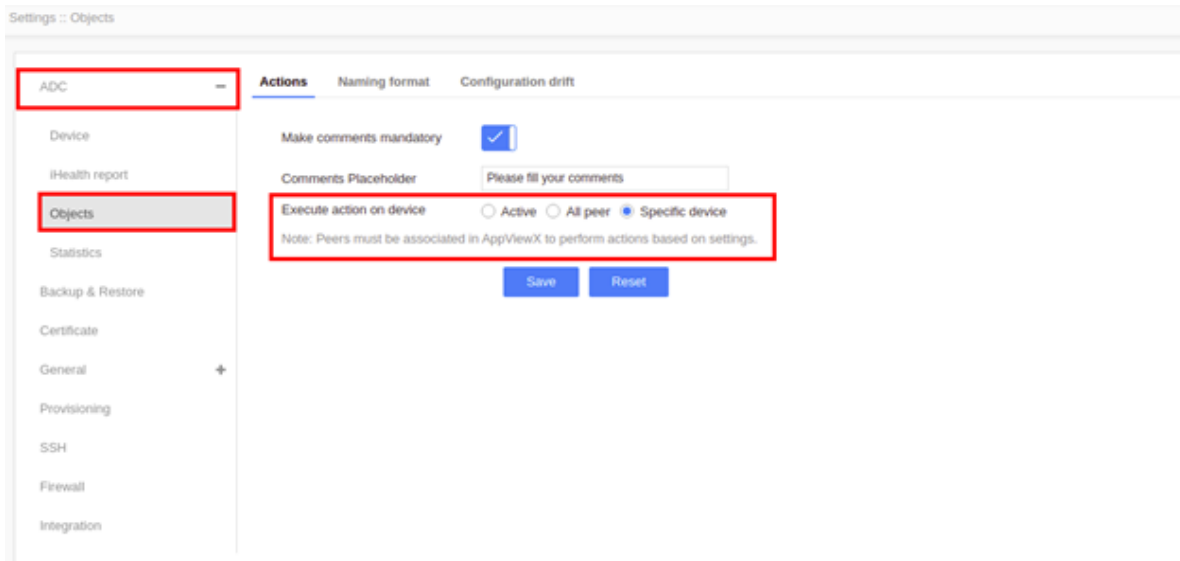 Settings :: Objects
ADC
Device
iHealth report
Objects
Statistics
Backup & Restore
Certificate
General
Provisioning
SSH
Firewall
Integration
Actions Naming format Configuration drift
Make comments mandatory
Comments Placeholder Please fill your comments
Execute action on device Active All peer Specific device
Note: Peers must be associated in AppViewX to perform actions based on settings.
Save Reset